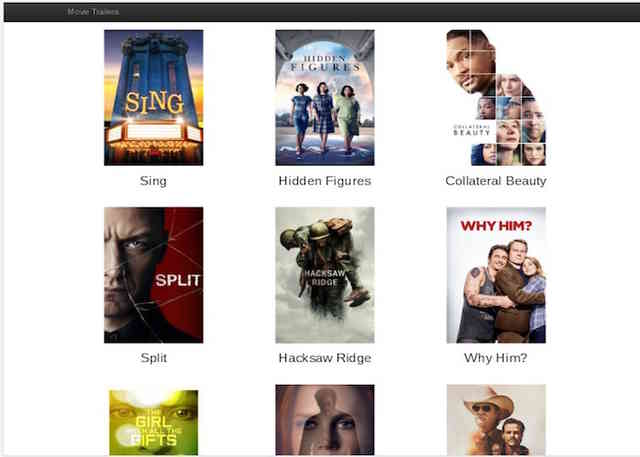 Movie Trailers
SING
HIDDEN
FIGURES
COLLATERAL
BEAUTY
Sing
Hidden Figures
Collateral Beauty
SPLIT
HACKSAW
RIDGE
WHY HIM?
Split
Hacksaw Ridge
Why Him?
THE
GIRL
WITH ALL THE
GIFTS